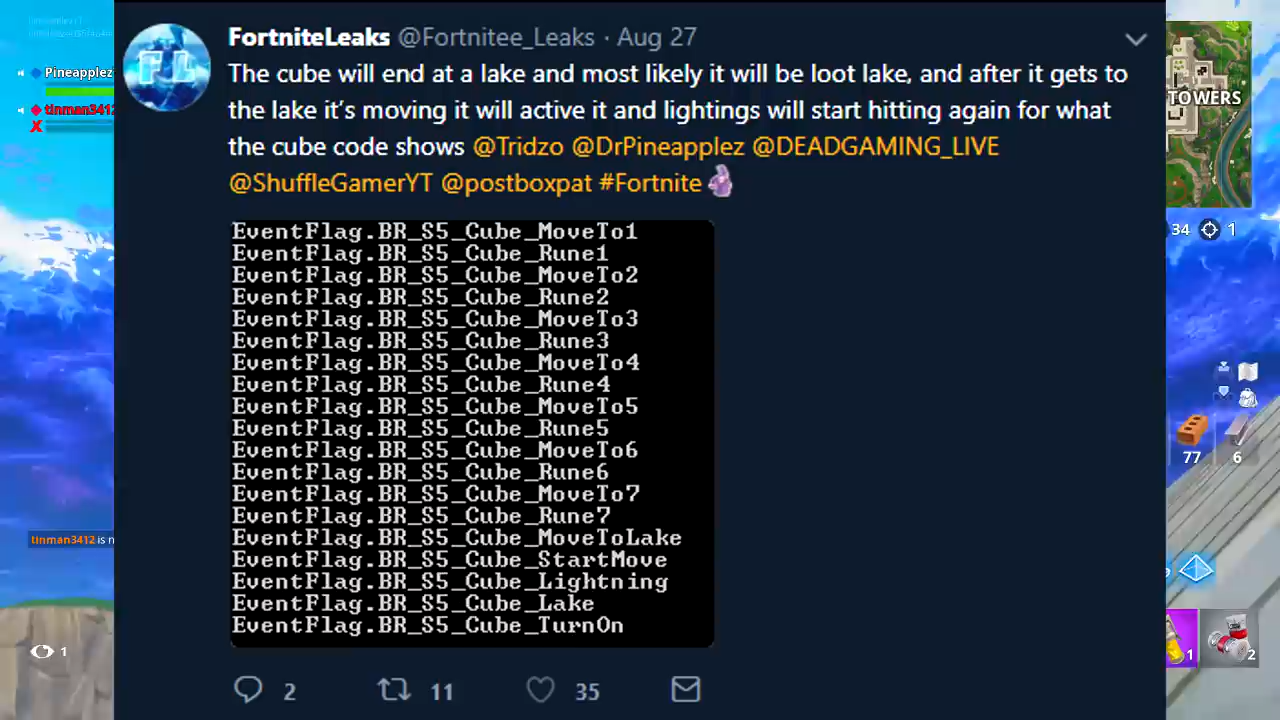 FortniteLeaks @Fortnitee_Leaks · Aug 27
The cube will end at a lake and most likely it will be loot lake, and after it gets to
the lake it’s moving it will active it and lightings will start hitting again for what
the cube code shows @Tridzo @DrPineapplez @DEADGAMING_LIVE
@ShuffleGamerYT @postboxpat #Fortnite
EventFlag.BR_S5_Cube_MoveTo1
EventFlag.BR_S5_Cube_Rune1
EventFlag.BR_S5_Cube_MoveTo2
EventFlag.BR_S5_Cube_Rune2
EventFlag.BR_S5_Cube_MoveTo3
EventFlag.BR_S5_Cube_Rune3
EventFlag.BR_S5_Cube_MoveTo4
EventFlag.BR_S5_Cube_Rune4
EventFlag.BR_S5_Cube_MoveTo5
EventFlag.BR_S5_Cube_Rune5
EventFlag.BR_S5_Cube_MoveTo6
EventFlag.BR_S5_Cube_Rune6
EventFlag.BR_S5_Cube_MoveTo7
EventFlag.BR_S5_Cube_Rune7
EventFlag.BR_S5_Cube_MoveToLake
EventFlag.BR_S5_Cube_StartMove
EventFlag.BR_S5_Cube_Lightning
EventFlag.BR_S5_Cube_Lake
EventFlag.BR_S5_Cube_TurnOn
2 11 35
FL
Pineapplez
tinman3412
X
tinman3412 is n
1
TOWERS
34 1
77 6
1 2